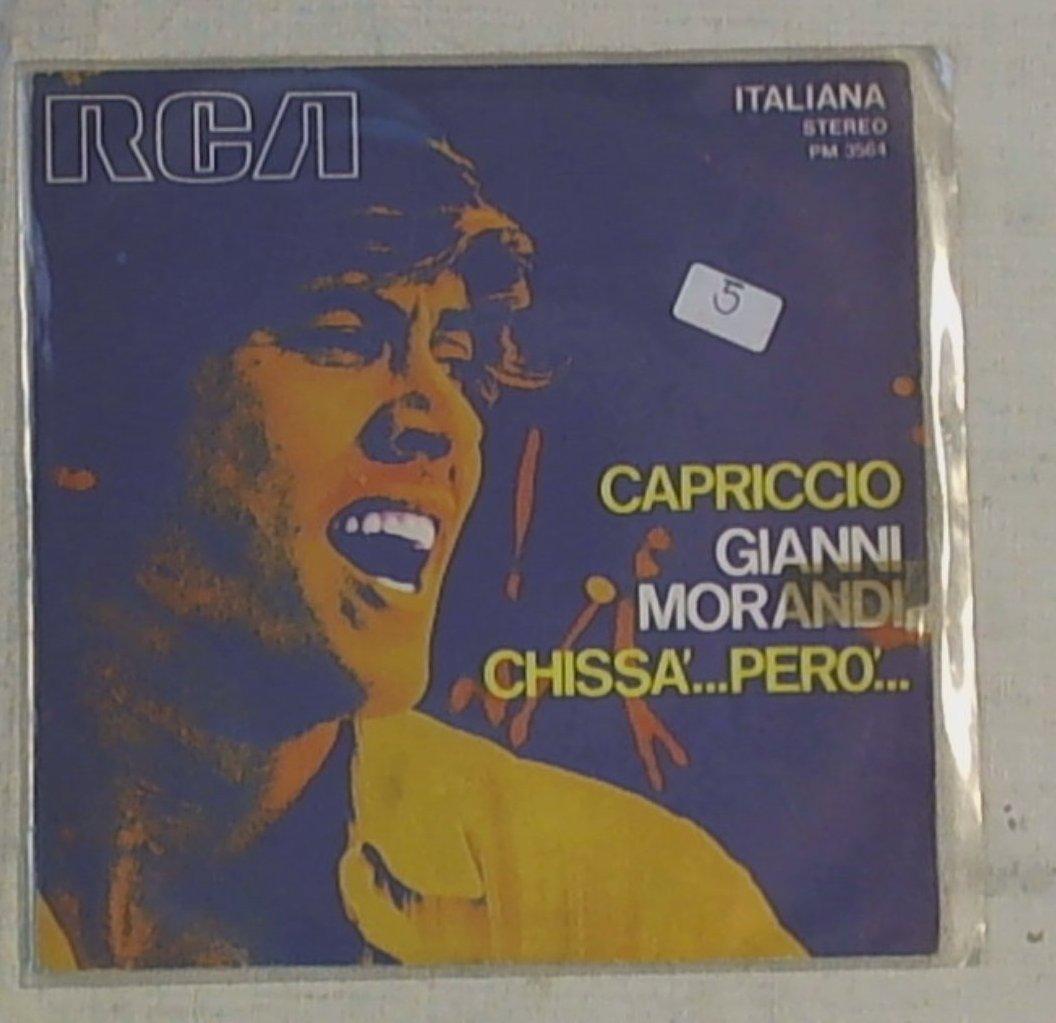 RCA
ITALIANA
STEREO
PM 3564
5
CAPRICCIO
GIANNI
MORANDI
CHISSA'...PERO'...